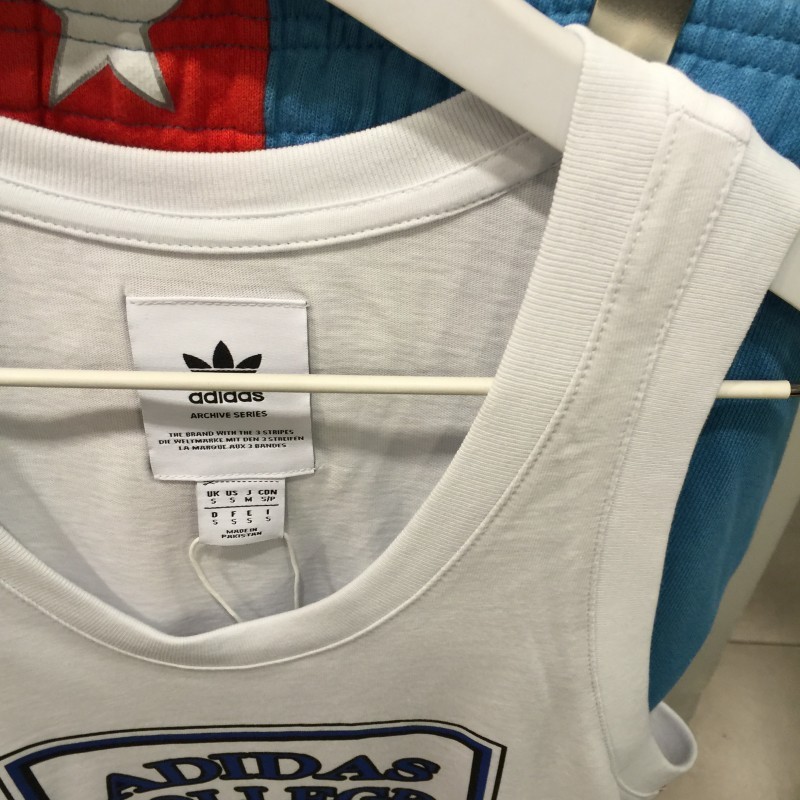 adidas
ARCHIVE SERIES
THE BRAND WITH THE 3 STRIPES
DIE WELTMARKE MIT DEN 3 STREIFEN
LA MARQUE AUX 3 BANDES
UK US J CDN
S S M S/P
D F E I
S S S S
MADE IN
PAKISTAN
ADIDAS
COLLEGE